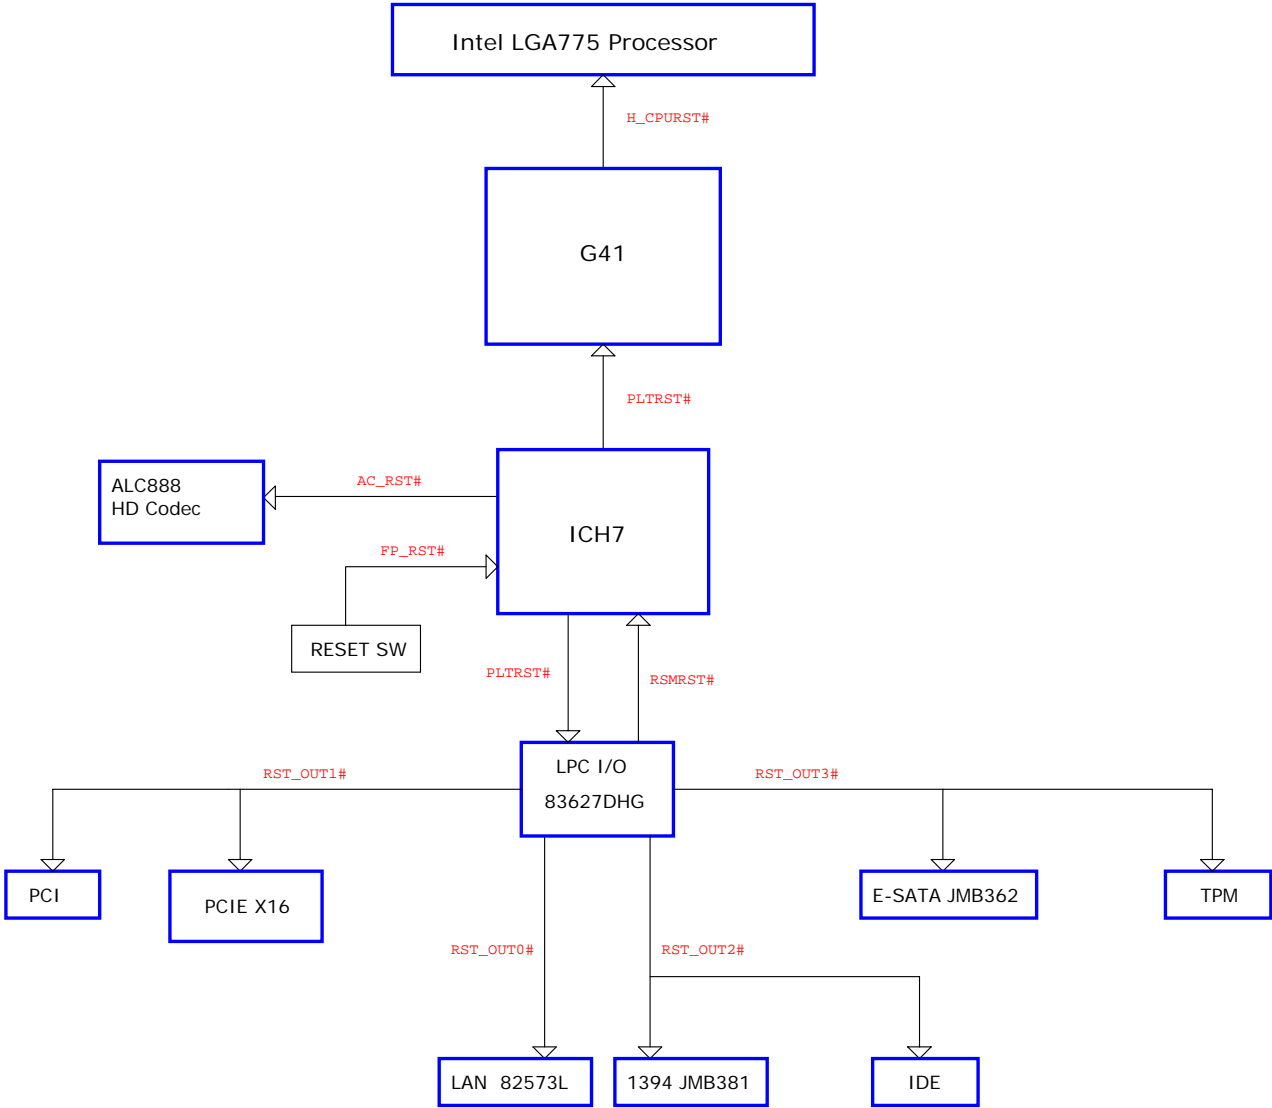 Intel LGA775 Processor
H_CPURST#
G41
PLTRST#
ALC888
HD Codec
AC_RST#
ICH7
FP_RST#
RESET SW
PLTRST#
RSMRST#
LPC I/O
83627DHG
RST_OUT1#
RST_OUT3#
PCI
PCIE X16
E-SATA JMB362
TPM
RST_OUT0#
RST_OUT2#
LAN 82573L
1394 JMB381
IDE